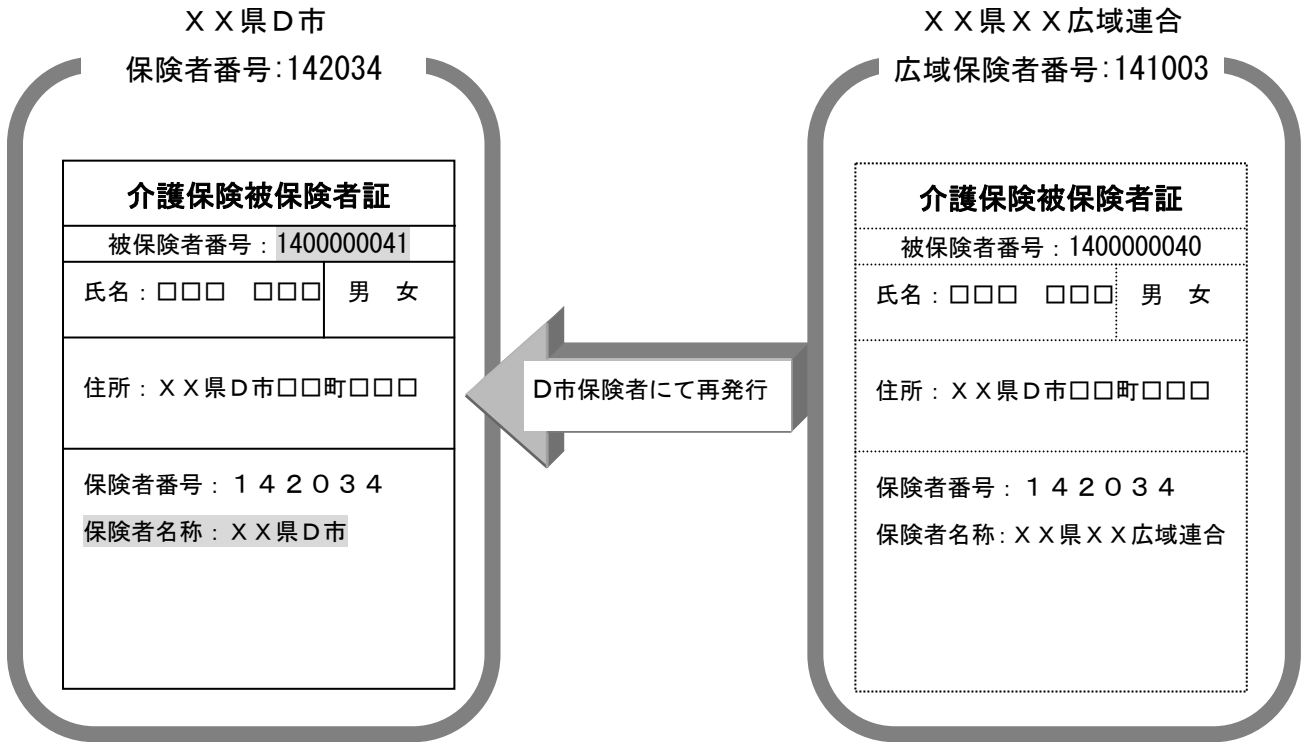 ＸＸ県Ｄ市
保険者番号:142034
介護保険被保険者証
被保険者番号：1400000041
氏名：□□□　□□□　男　女
住所：ＸＸ県Ｄ市□□町□□□
保険者番号：１４２０３４
保険者名称：ＸＸ県Ｄ市
D市保険者にて再発行
ＸＸ県ＸＸ広域連合
広域保険者番号:141003
介護保険被保険者証
被保険者番号：1400000040
氏名：□□□　□□□　男　女
住所：ＸＸ県Ｄ市□□町□□□
保険者番号：１４２０３４
保険者名称：ＸＸ県ＸＸ広域連合